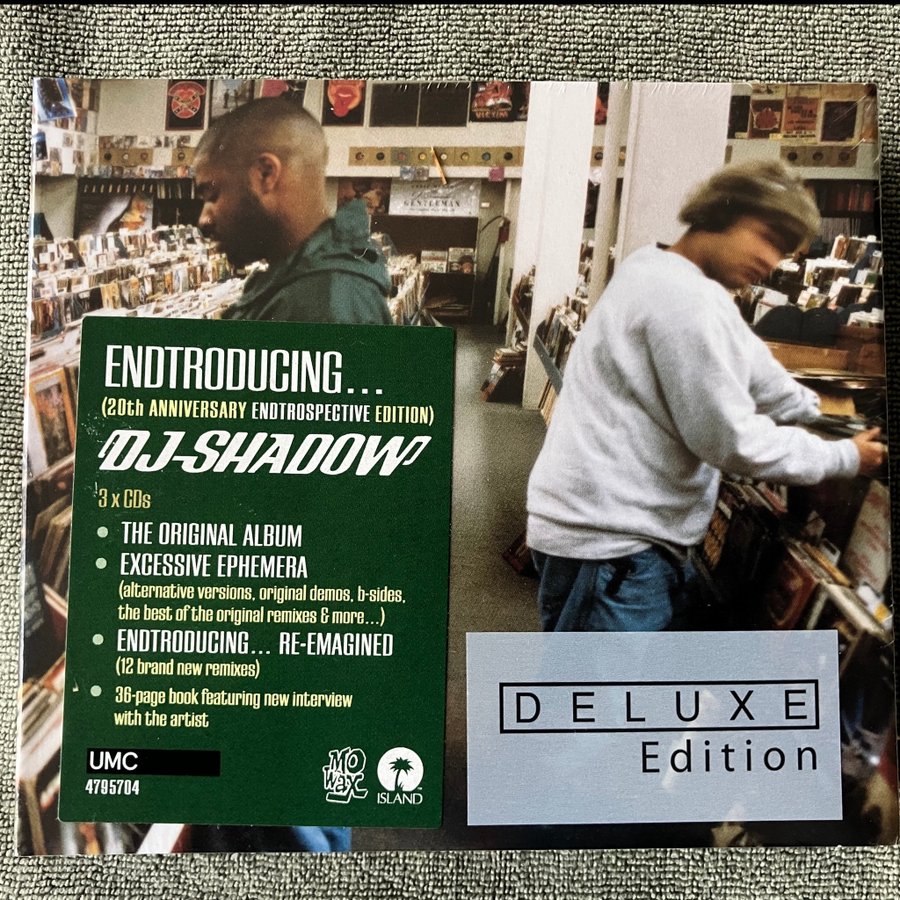 GENTLEMAN
ENDTRODUCING...
(20th ANNIVERSARY ENDTROSPECTIVE EDITION)
DJ-SHADOW
3 x CDs
• THE ORIGINAL ALBUM
• EXCESSIVE EPHEMERA
(alternative versions, original demos, b-sides,
the best of the original remixes & more...)
• ENDTRODUCING... RE-EMAGINED
(12 brand new remixes)
• 36-page book featuring new interview
with the artist
UMC
4795704
MO
WAX
ISLAND
DELUXE
Edition